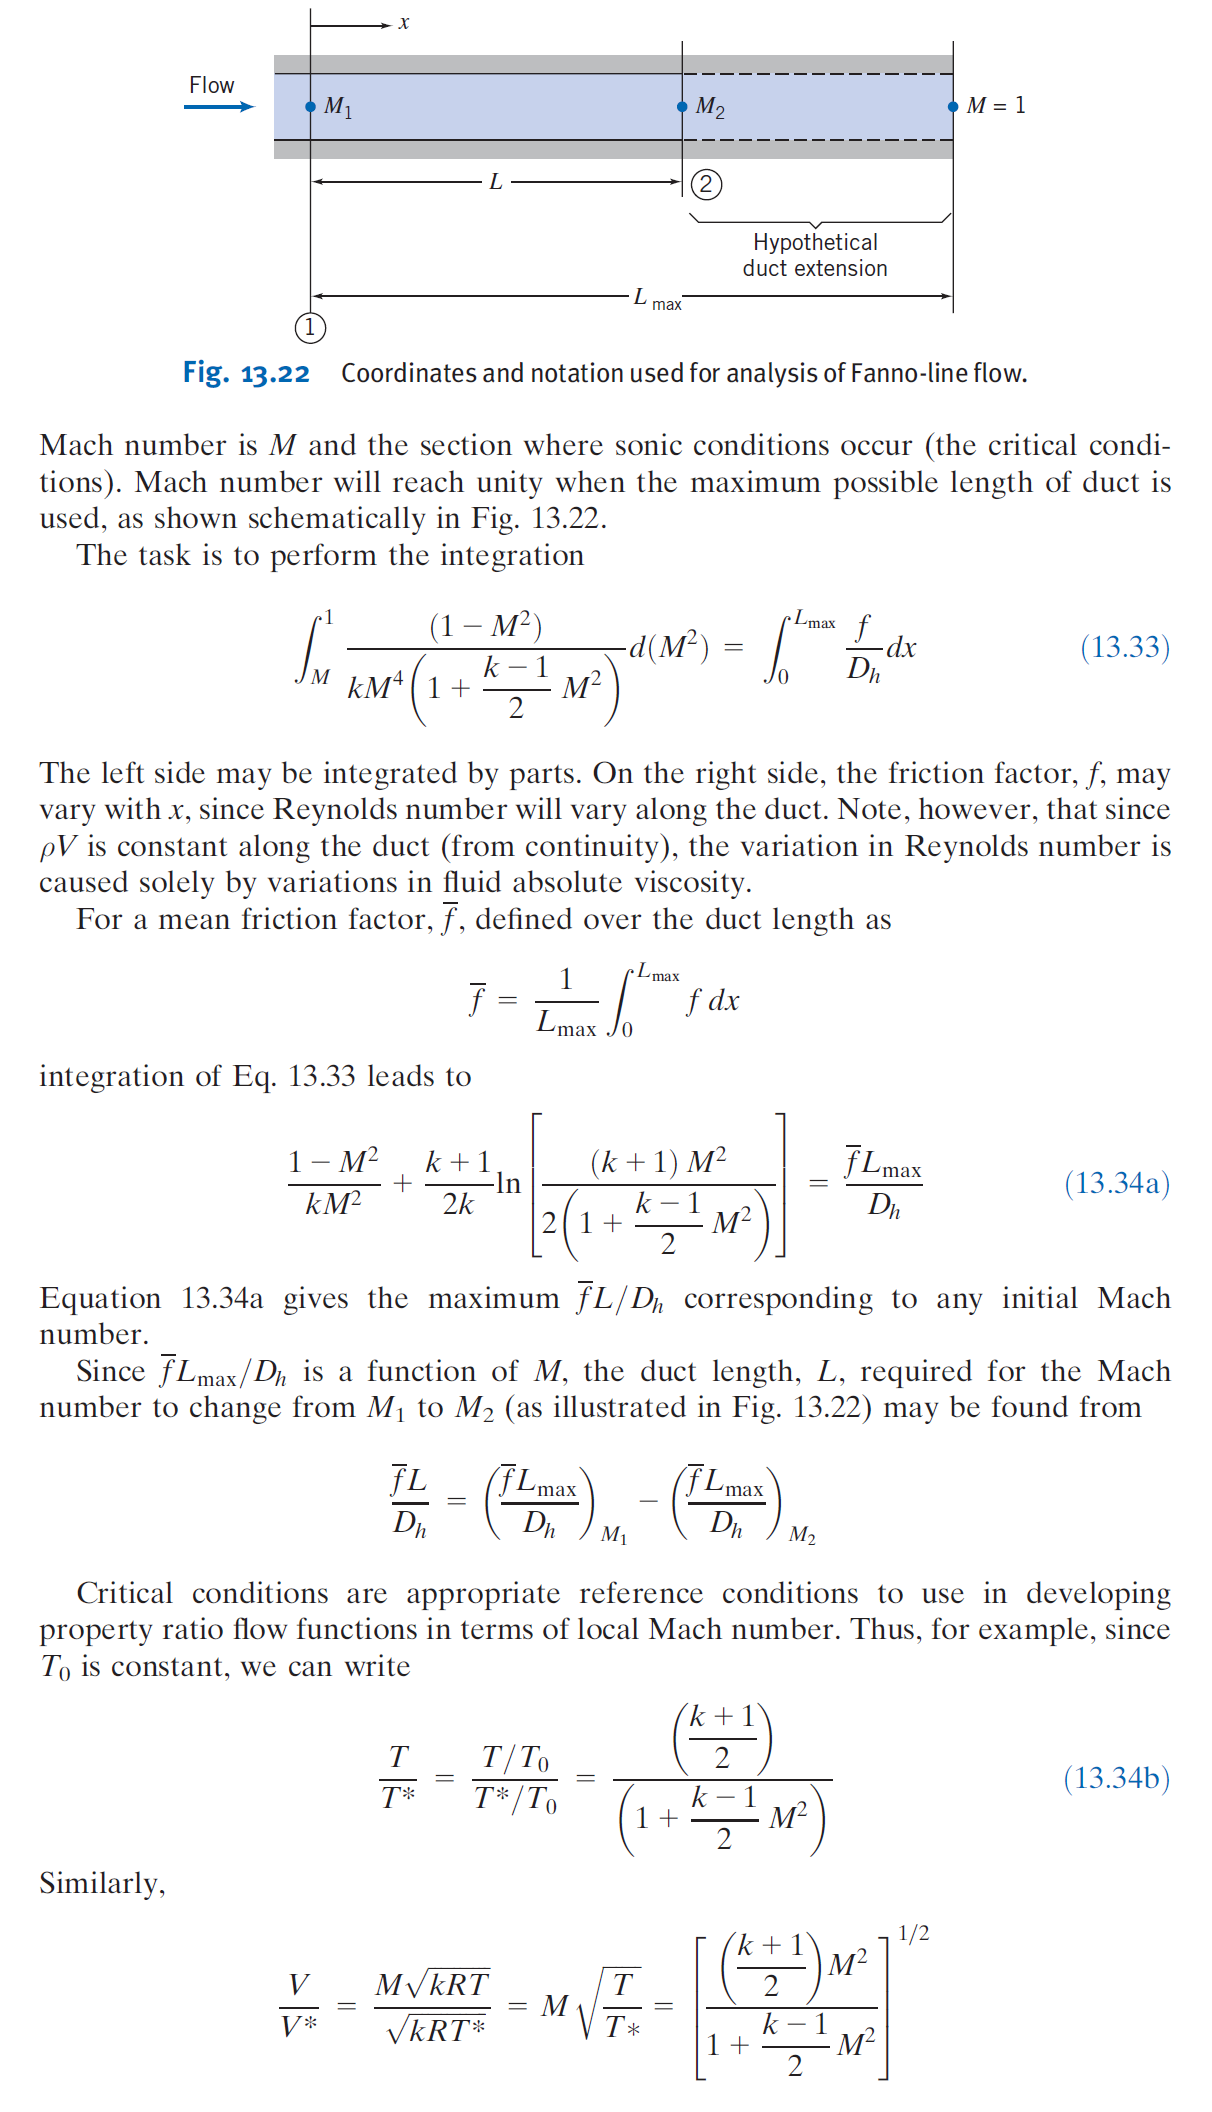 x
Flow
M₁
M₂
M = 1
L
②
Hypothetical
duct extension
L max
①
Fig. 13.22 Coordinates and notation used for analysis of Fanno-line flow.
Mach number is M and the section where sonic conditions occur (the critical condi-
tions). Mach number will reach unity when the maximum possible length of duct is
used, as shown schematically in Fig. 13.22.
The task is to perform the integration
\int_M^1 \frac{(1 - M^2)}{kM^4\left(1 + \frac{k-1}{2} M^2\right)} d(M^2) = \int_0^{L_{max}} \frac{f}{D_h} dx (13.33)
The left side may be integrated by parts. On the right side, the friction factor, f, may
vary with x, since Reynolds number will vary along the duct. Note, however, that since
ρV is constant along the duct (from continuity), the variation in Reynolds number is
caused solely by variations in fluid absolute viscosity.
For a mean friction factor, \bar{f}, defined over the duct length as
\bar{f} = \frac{1}{L_{max}} \int_0^{L_{max}} f dx
integration of Eq. 13.33 leads to
\frac{1 - M^2}{kM^2} + \frac{k+1}{2k} \ln\left[\frac{(k+1) M^2}{2\left(1 + \frac{k-1}{2} M^2\right)}\right] = \frac{\bar{f}L_{max}}{D_h} (13.34a)
Equation 13.34a gives the maximum \bar{f}L/D_h corresponding to any initial Mach
number.
Since \bar{f}L_{max}/D_h is a function of M, the duct length, L, required for the Mach
number to change from M₁ to M₂ (as illustrated in Fig. 13.22) may be found from
\frac{\bar{f}L}{D_h} = \left(\frac{\bar{f}L_{max}}{D_h}\right)_{M_1} - \left(\frac{\bar{f}L_{max}}{D_h}\right)_{M_2}
Critical conditions are appropriate reference conditions to use in developing
property ratio flow functions in terms of local Mach number. Thus, for example, since
T₀ is constant, we can write
\frac{T}{T*} = \frac{T/T_0}{T*/T_0} = \frac{\left(\frac{k+1}{2}\right)}{\left(1 + \frac{k-1}{2} M^2\right)} (13.34b)
Similarly,
\frac{V}{V*} = \frac{M\sqrt{kRT}}{\sqrt{kRT*}} = M\sqrt{\frac{T}{T*}} = \left[\frac{\left(\frac{k+1}{2}\right) M^2}{1 + \frac{k-1}{2} M^2}\right]^{1/2}